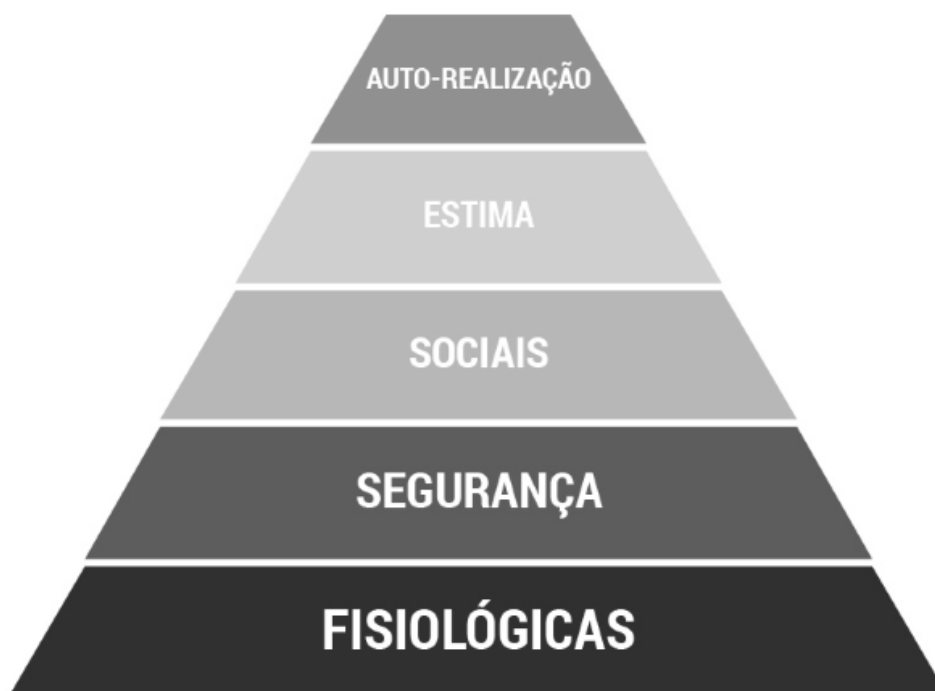 AUTO-REALIZAÇÃO
ESTIMA
SOCIAIS
SEGURANÇA
FISIOLÓGICAS